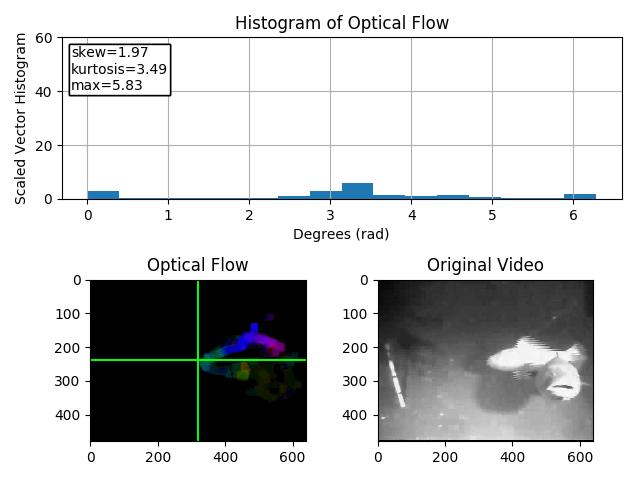 Histogram of Optical Flow
Scaled Vector Histogram
60
40
20
0
skew=1.97
kurtosis=3.49
max=5.83
0 1 2 3 4 5 6
Degrees (rad)
Optical Flow
0
100
200
300
400
0 200 400 600
Original Video
0
100
200
300
400
0 200 400 600